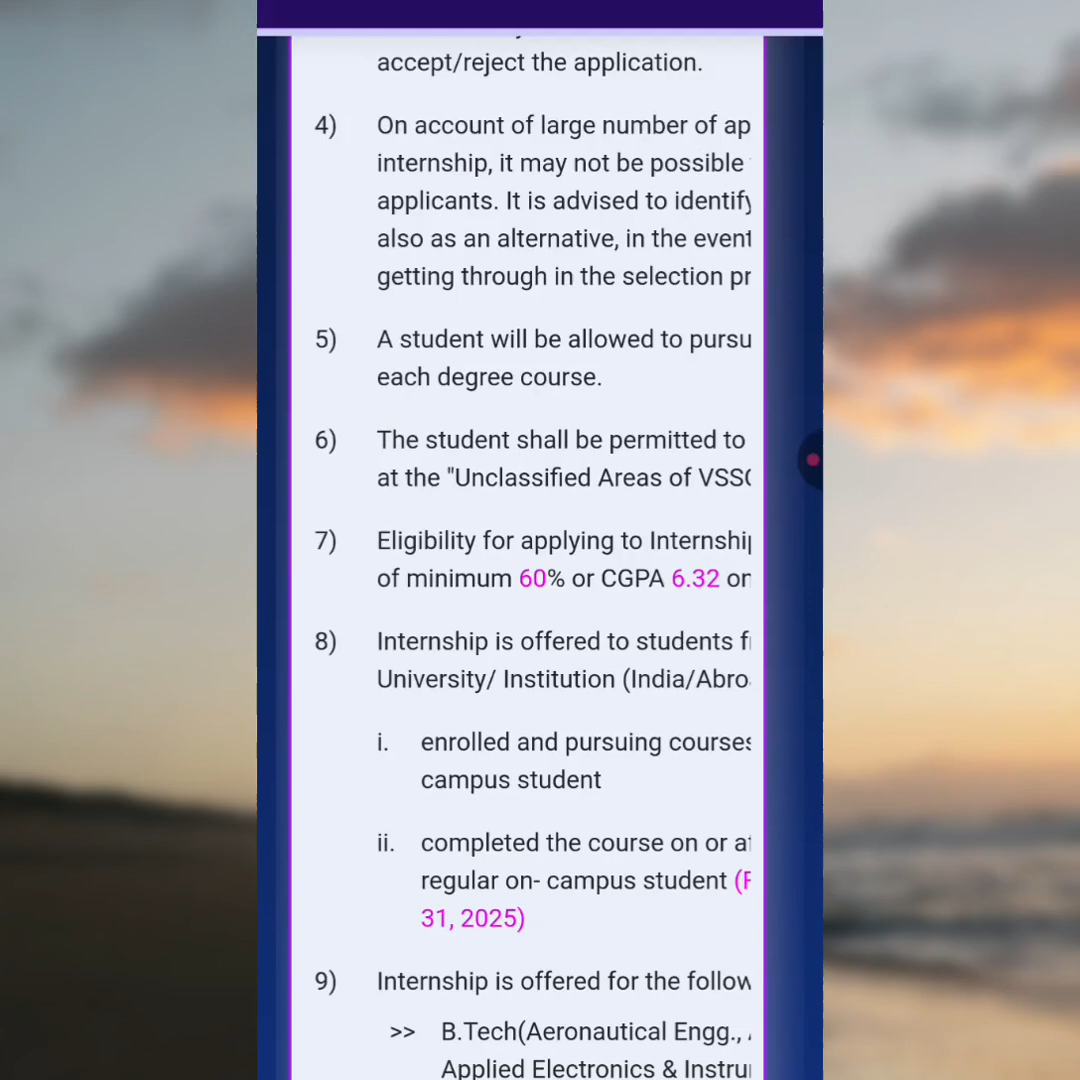 accept/reject the application.
4) On account of large number of ap
internship, it may not be possible
applicants. It is advised to identify
also as an alternative, in the event
getting through in the selection pr
5) A student will be allowed to pursu
each degree course.
6) The student shall be permitted to
at the "Unclassified Areas of VSSC
7) Eligibility for applying to Internship
of minimum 60% or CGPA 6.32 on
8) Internship is offered to students f
University/ Institution (India/Abro
i. enrolled and pursuing courses
campus student
ii. completed the course on or af
regular on- campus student (F
31, 2025)
9) Internship is offered for the follow
>> B.Tech(Aeronautical Engg.,
Applied Electronics & Instru